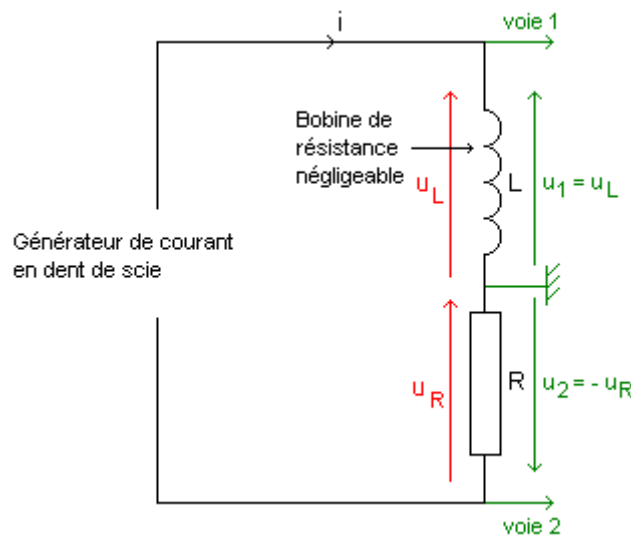 i
voie 1
Bobine de
résistance
négligeable
u_L
L
u_1 = u_L
Générateur de courant
en dent de scie
u_R
R
u_2 = - u_R
voie 2